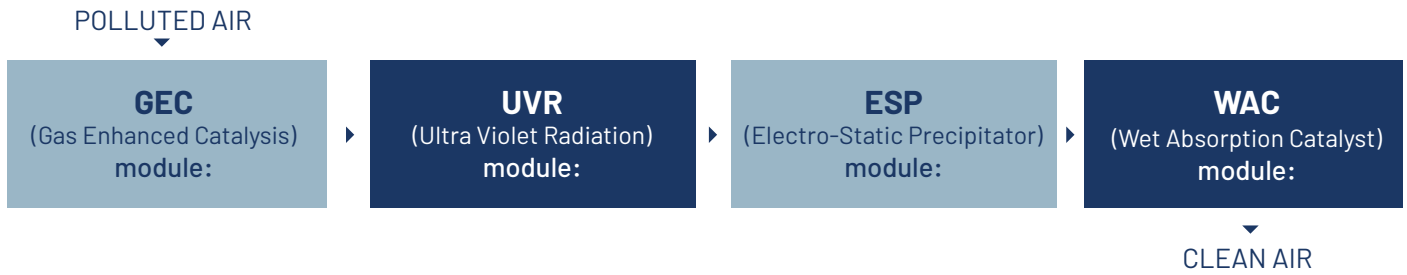 POLLUTED AIR
GEC
(Gas Enhanced Catalysis)
module:
UVR
(Ultra Violet Radiation)
module:
ESP
(Electro-Static Precipitator)
module:
WAC
(Wet Absorption Catalyst)
module:
CLEAN AIR